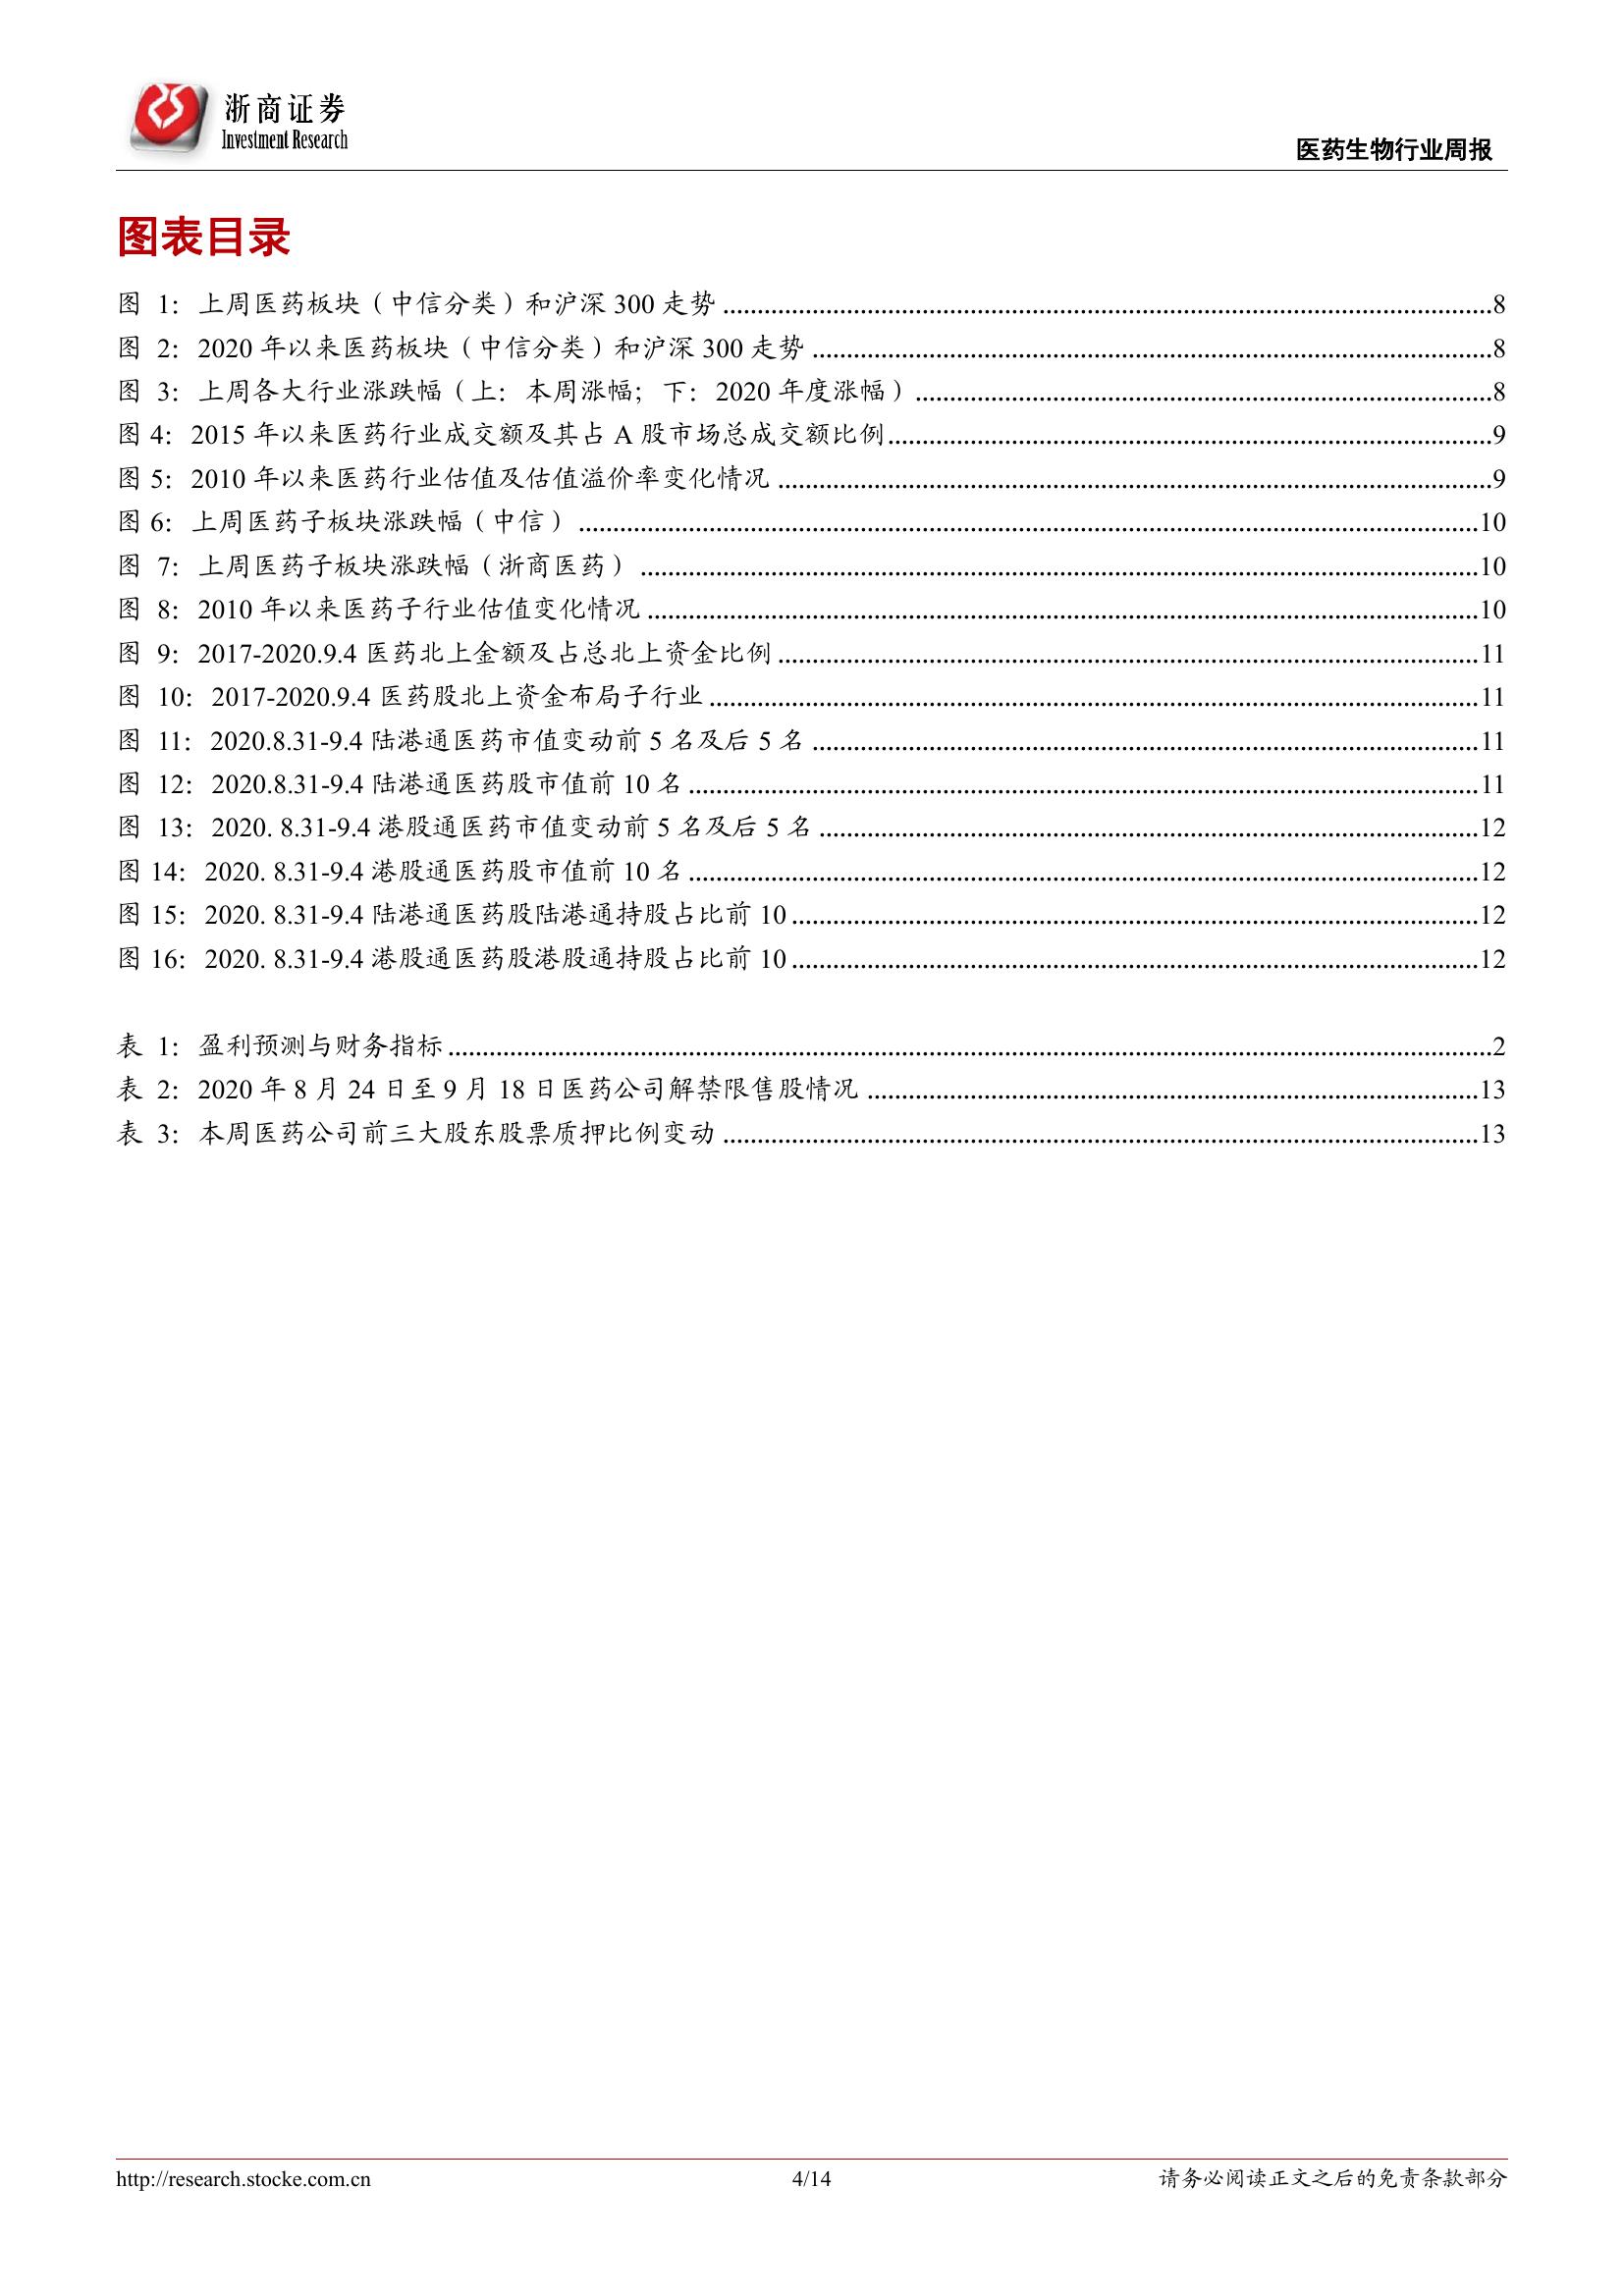 浙商证券
Investment Research
医药生物行业周报
图表目录
图 1：上周医药板块（中信分类）和沪深 300 走势 ........ 8
图 2：2020 年以来医药板块（中信分类）和沪深 300 走势 ........ 8
图 3：上周各大行业涨跌幅（上：本周涨幅；下：2020 年度涨幅） ........ 8
图 4：2015 年以来医药行业成交额及其占 A 股市场总成交额比例 ........ 9
图 5：2010 年以来医药行业估值及估值溢价率变化情况 ........ 9
图 6：上周医药子板块涨跌幅（中信） ........ 10
图 7：上周医药子板块涨跌幅（浙商医药） ........ 10
图 8：2010 年以来医药子行业估值变化情况 ........ 10
图 9：2017-2020.9.4 医药北上金额及占总北上资金比例 ........ 11
图 10：2017-2020.9.4 医药股北上资金布局子行业 ........ 11
图 11：2020.8.31-9.4 陆港通医药市值变动前 5 名及后 5 名 ........ 11
图 12：2020.8.31-9.4 陆港通医药股市值前 10 名 ........ 11
图 13：2020. 8.31-9.4 港股通医药市值变动前 5 名及后 5 名 ........ 12
图 14：2020. 8.31-9.4 港股通医药股市值前 10 名 ........ 12
图 15：2020. 8.31-9.4 陆港通医药股陆港通持股占比前 10 ........ 12
图 16：2020. 8.31-9.4 港股通医药股港股通持股占比前 10 ........ 12
表 1：盈利预测与财务指标 ........ 2
表 2：2020 年 8 月 24 日至 9 月 18 日医药公司解禁限售股情况 ........ 13
表 3：本周医药公司前三大股东股票质押比例变动 ........ 13
http://research.stocke.com.cn
4/14
请务必阅读正文之后的免责条款部分